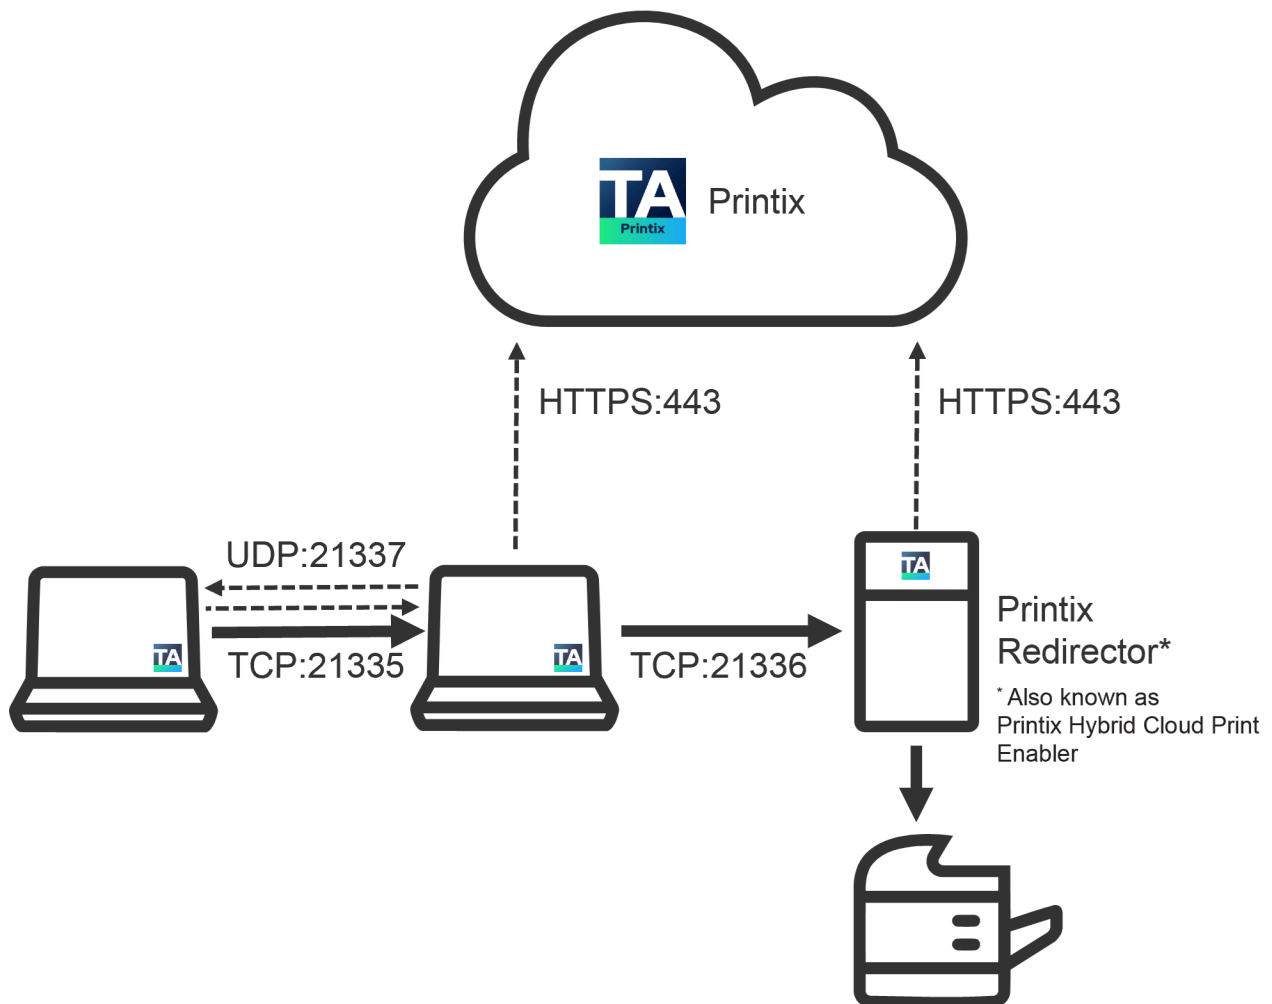 TA
Printix
Printix
HTTPS:443
HTTPS:443
UDP:21337
TA
TCP:21335
TA
TCP:21336
TA
Printix
Redirector*
* Also known as
Printix Hybrid Cloud Print
Enabler